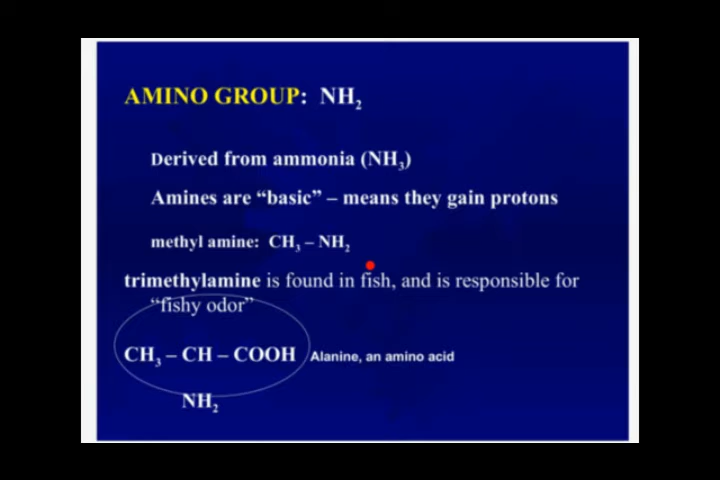 AMINO GROUP: NH₂
Derived from ammonia (NH₃)
Amines are “basic” – means they gain protons
methyl amine: CH₃ – NH₂
trimethylamine is found in fish, and is responsible for
“fishy odor”
CH₃ – CH – COOH Alanine, an amino acid
NH₂